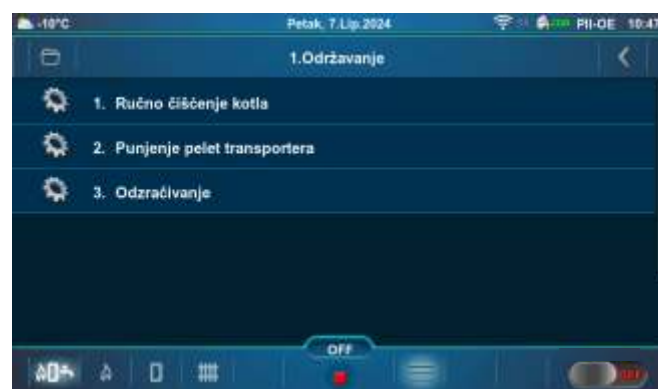 -10°C Petak, 7.Lip.2024 PII-OE 10:47
1.Održavanje
1. Ručno čišćenje kotla
2. Punjenje pelet transportera
3. Odzračivanje
OFF
OFF